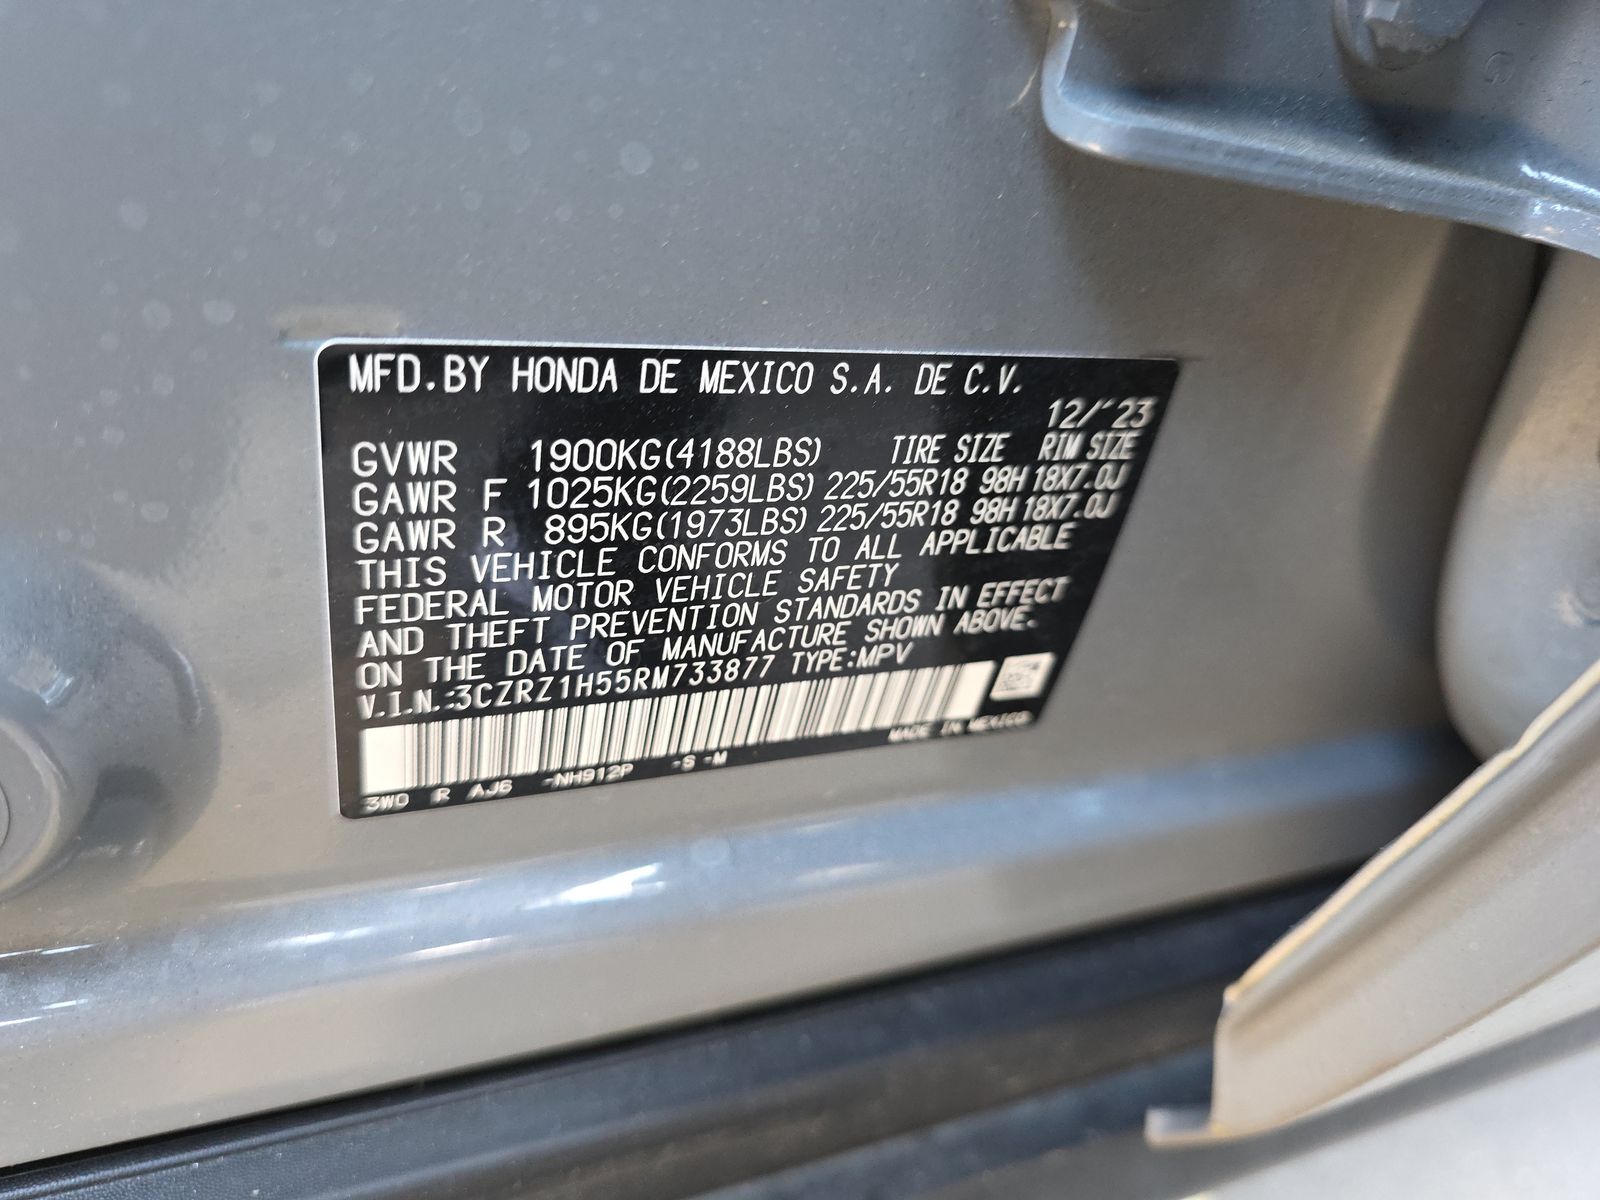 MFD.BY HONDA DE MEXICO S.A. DE C.V.
12/'23
GVWR 1900KG(4188LBS) TIRE SIZE RIM SIZE
GAWR F 1025KG(2259LBS) 225/55R18 98H 18X7.0J
GAWR R 895KG(1973LBS) 225/55R18 98H 18X7.0J
THIS VEHICLE CONFORMS TO ALL APPLICABLE
FEDERAL MOTOR VEHICLE SAFETY
AND THEFT PREVENTION STANDARDS IN EFFECT
ON THE DATE OF MANUFACTURE SHOWN ABOVE.
V.I.N.:3CZRZ1H55RM733877 TYPE:MPV
MADE IN MEXICO
3W0 R AJ6 -NH912P -S -M